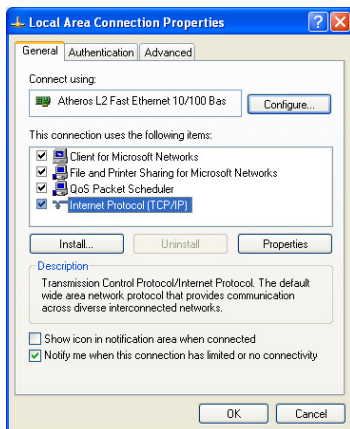 Local Area Connection Properties
General Authentication Advanced
Connect using:
Atheros L2 Fast Ethernet 10/100 Bas
Configure...
This connection uses the following items:
Client for Microsoft Networks
File and Printer Sharing for Microsoft Networks
QoS Packet Scheduler
Internet Protocol (TCP/IP)
Install... Uninstall Properties
Description
Transmission Control Protocol/Internet Protocol. The default
wide area network protocol that provides communication
across diverse interconnected networks.
Show icon in notification area when connected
Notify me when this connection has limited or no connectivity
OK Cancel